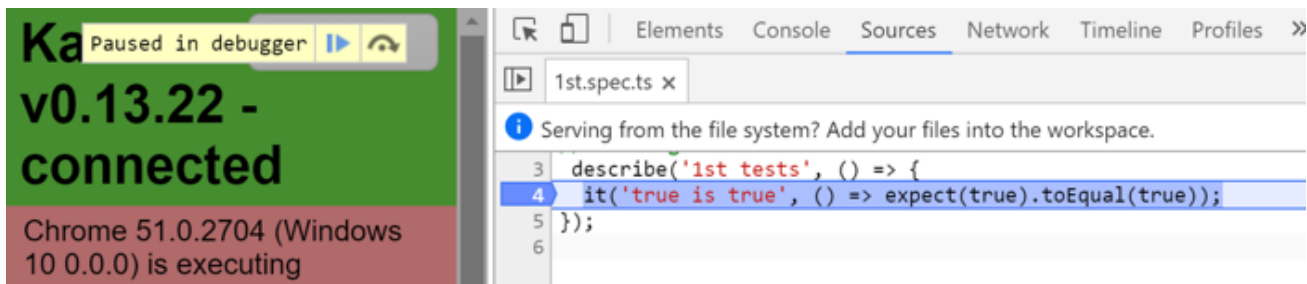 Ka
Paused in debugger
v0.13.22 -
connected
Chrome 51.0.2704 (Windows
10 0.0.0) is executing
Elements Console Sources Network Timeline Profiles »
1st.spec.ts ×
Serving from the file system? Add your files into the workspace.
3 describe('1st tests', () => {
4 it('true is true', () => expect(true).toEqual(true));
5 });
6